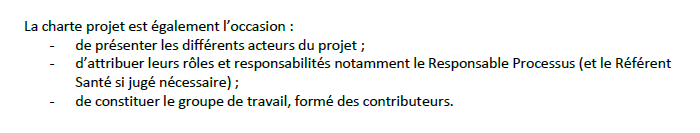 La charte projet est également l’occasion :
- de présenter les différents acteurs du projet ;
- d’attribuer leurs rôles et responsabilités notamment le Responsable Processus (et le Référent
Santé si jugé nécessaire) ;
- de constituer le groupe de travail, formé des contributeurs.